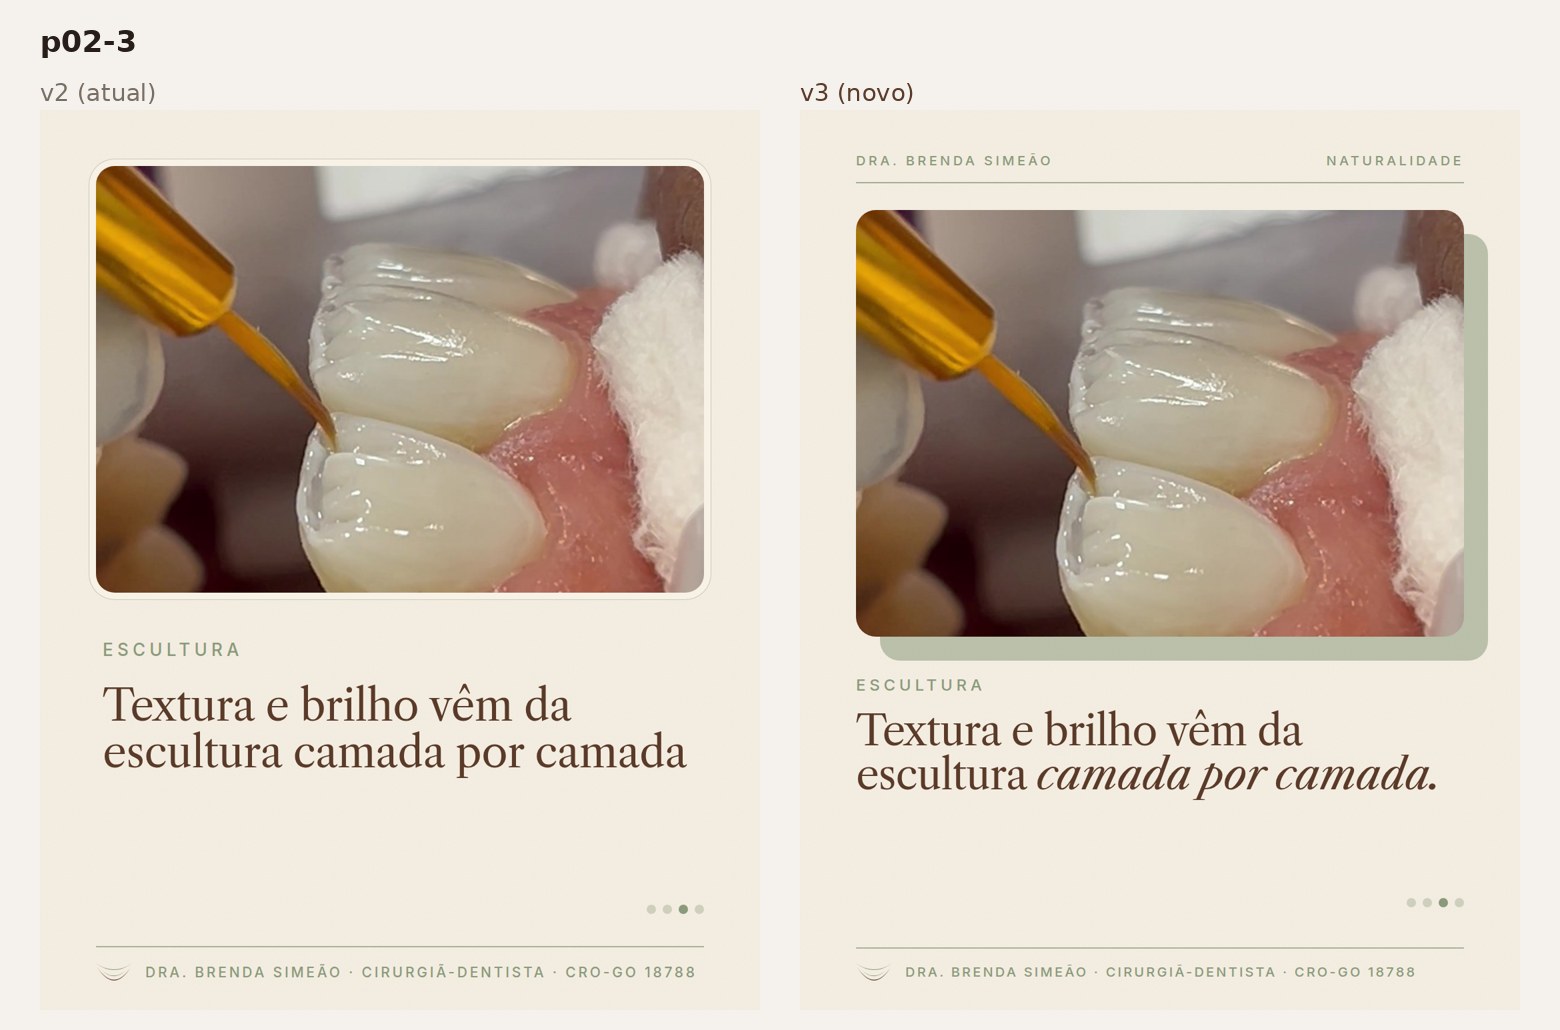 p02-3
v2 (atual)
ESCULTURA
Textura e brilho vêm da
escultura camada por camada
DRA. BRENDA SIMEÃO · CIRURGIÃ-DENTISTA · CRO-GO 18788
v3 (novo)
DRA. BRENDA SIMEÃO
NATURALIDADE
ESCULTURA
Textura e brilho vêm da
escultura camada por camada.
DRA. BRENDA SIMEÃO · CIRURGIÃ-DENTISTA · CRO-GO 18788